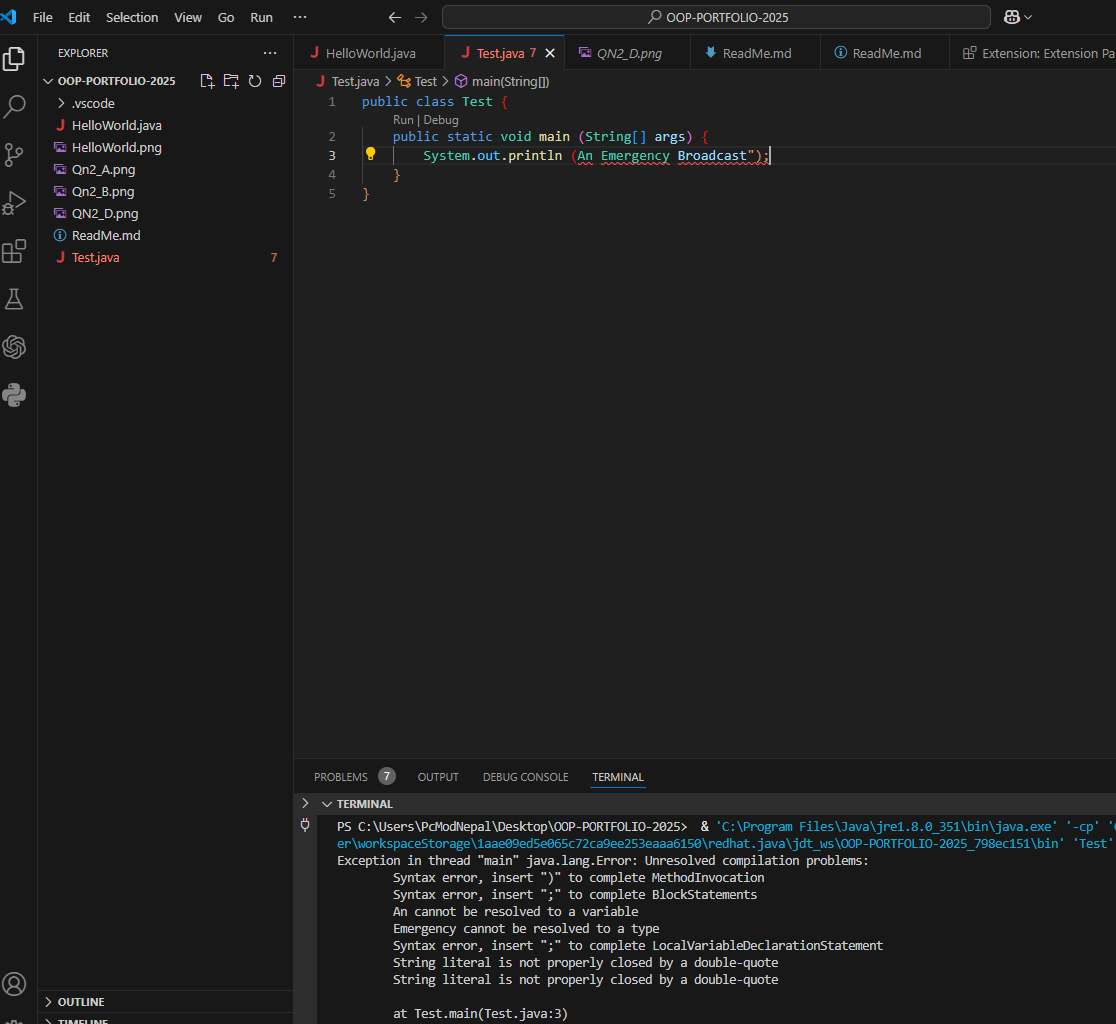 File Edit Selection View Go Run ···
OOP-PORTFOLIO-2025
EXPLORER
OOP-PORTFOLIO-2025
.vscode
HelloWorld.java
HelloWorld.png
Qn2_A.png
Qn2_B.png
QN2_D.png
ReadMe.md
Test.java 7
OUTLINE
TIMELINE
HelloWorld.java
Test.java 7
QN2_D.png
ReadMe.md
ReadMe.md
Extension: Extension Pa
Test.java > Test > main(String[])
1 public class Test {
Run | Debug
2 public static void main (String[] args) {
3 System.out.println (An Emergency Broadcast");
4 }
5 }
PROBLEMS 7 OUTPUT DEBUG CONSOLE TERMINAL
TERMINAL
PS C:\Users\PcModNepal\Desktop\OOP-PORTFOLIO-2025> & 'C:\Program Files\Java\jre1.8.0_351\bin\java.exe' '-cp'
er\workspaceStorage\1aae09ed5e065c72ca9ee253eaaa6150\redhat.java\jdt_ws\OOP-PORTFOLIO-2025_798ec151\bin' 'Test'
Exception in thread "main" java.lang.Error: Unresolved compilation problems:
Syntax error, insert ")" to complete MethodInvocation
Syntax error, insert ";" to complete BlockStatements
An cannot be resolved to a variable
Emergency cannot be resolved to a type
Syntax error, insert ";" to complete LocalVariableDeclarationStatement
String literal is not properly closed by a double-quote
String literal is not properly closed by a double-quote
at Test.main(Test.java:3)